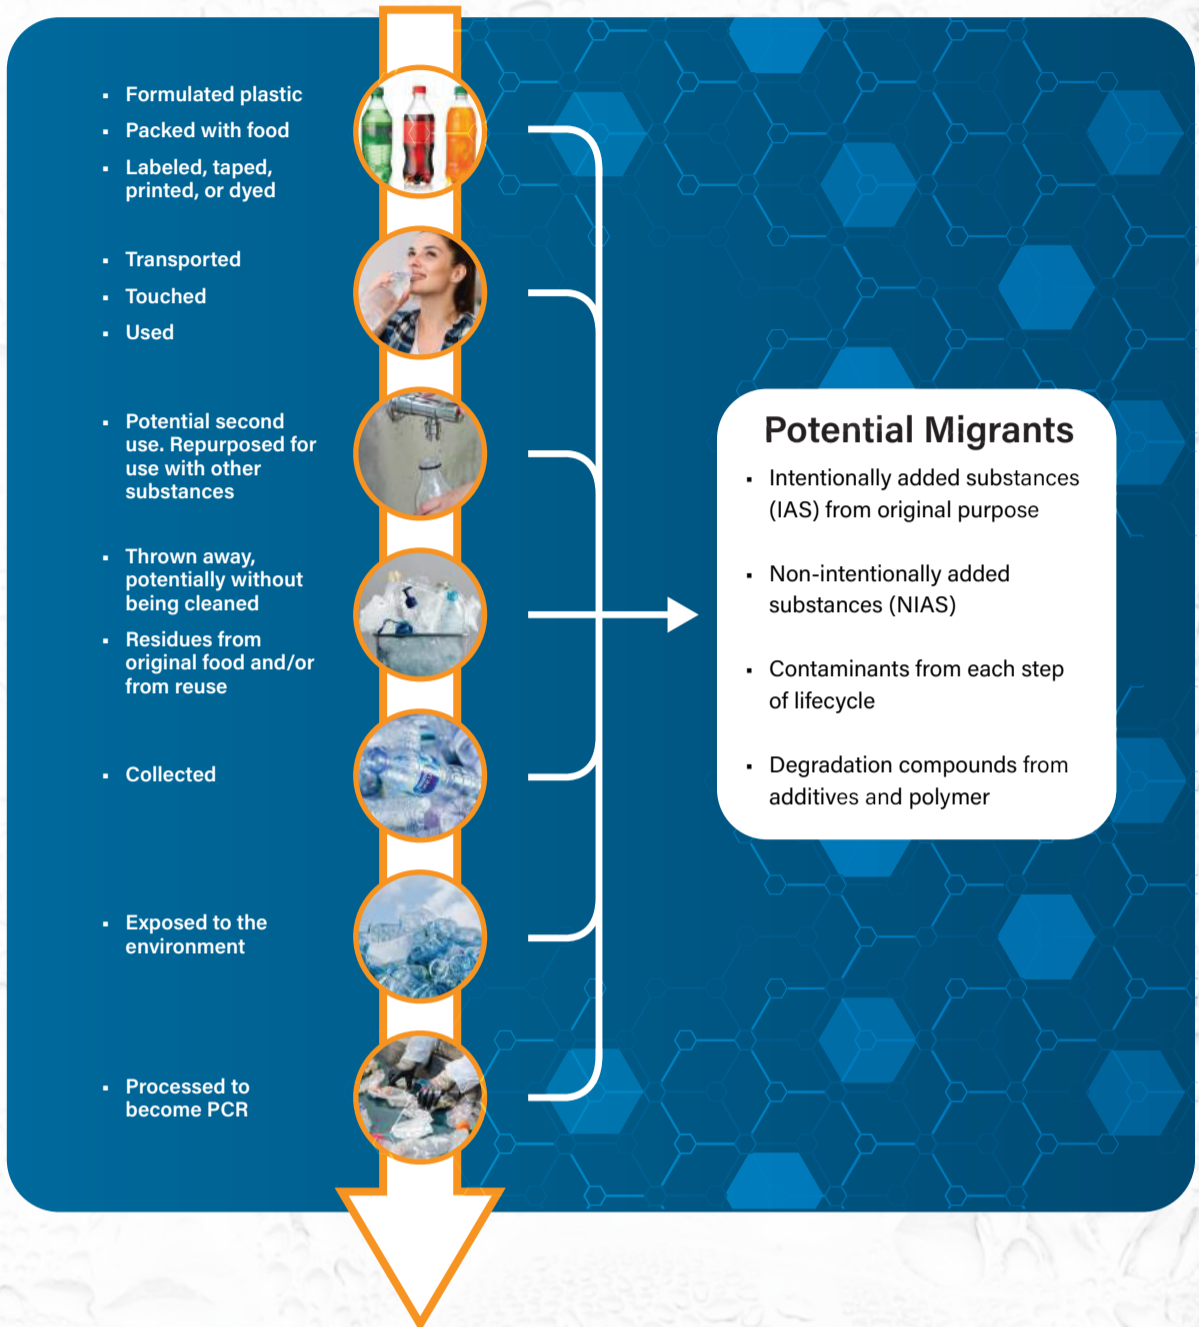 ▪ Formulated plastic
▪ Packed with food
▪ Labeled, taped,
printed, or dyed
▪ Transported
▪ Touched
▪ Used
▪ Potential second
use. Repurposed for
use with other
substances
▪ Thrown away,
potentially without
being cleaned
▪ Residues from
original food and/or
from reuse
▪ Collected
▪ Exposed to the
environment
▪ Processed to
become PCR
Potential Migrants
▪ Intentionally added substances
(IAS) from original purpose
▪ Non-intentionally added
substances (NIAS)
▪ Contaminants from each step
of lifecycle
▪ Degradation compounds from
additives and polymer